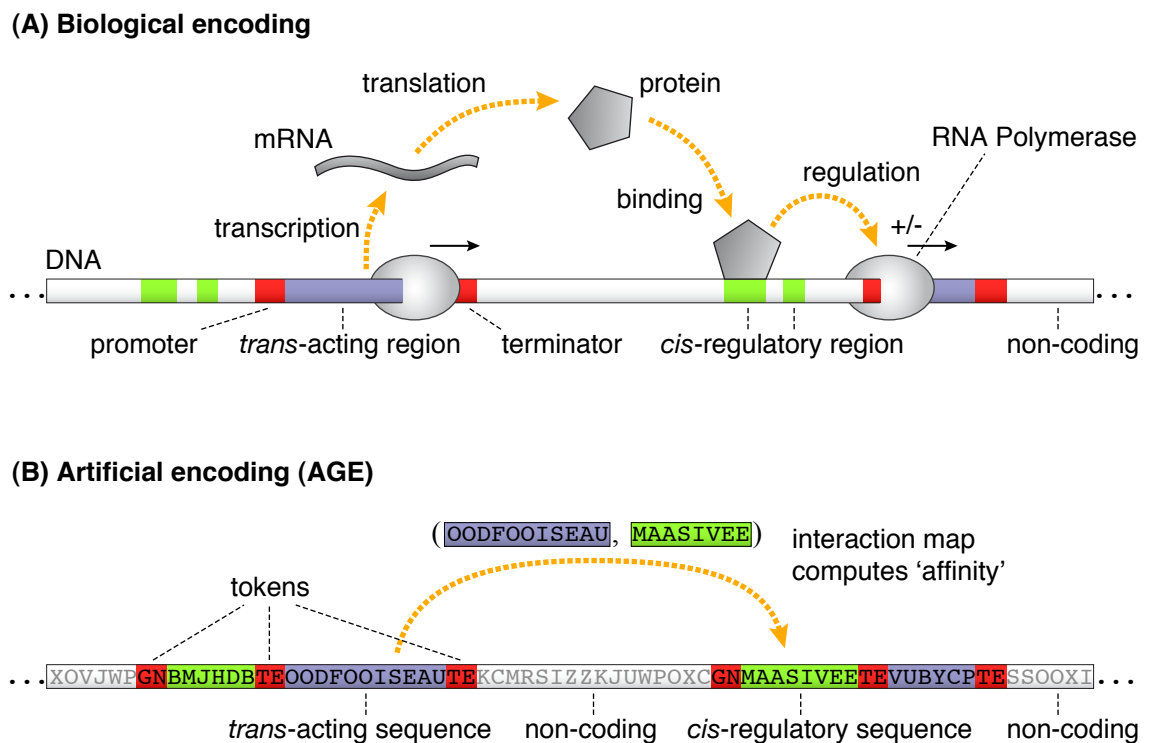 (A) Biological encoding
translation
protein
mRNA
RNA Polymerase
regulation
binding
transcription
+/-
DNA
... ...
promoter trans-acting region terminator cis-regulatory region non-coding
(B) Artificial encoding (AGE)
(OODFOOISEAU, MAASIVEE)
interaction map
computes ‘affinity’
tokens
...XOVJWPGNBMJHDBTEOODFOOISEAUTEKCMRSIZZKJUWPOXCGNMAASIVEETEVUBYCPTESSOOXI...
trans-acting sequence non-coding cis-regulatory sequence non-coding